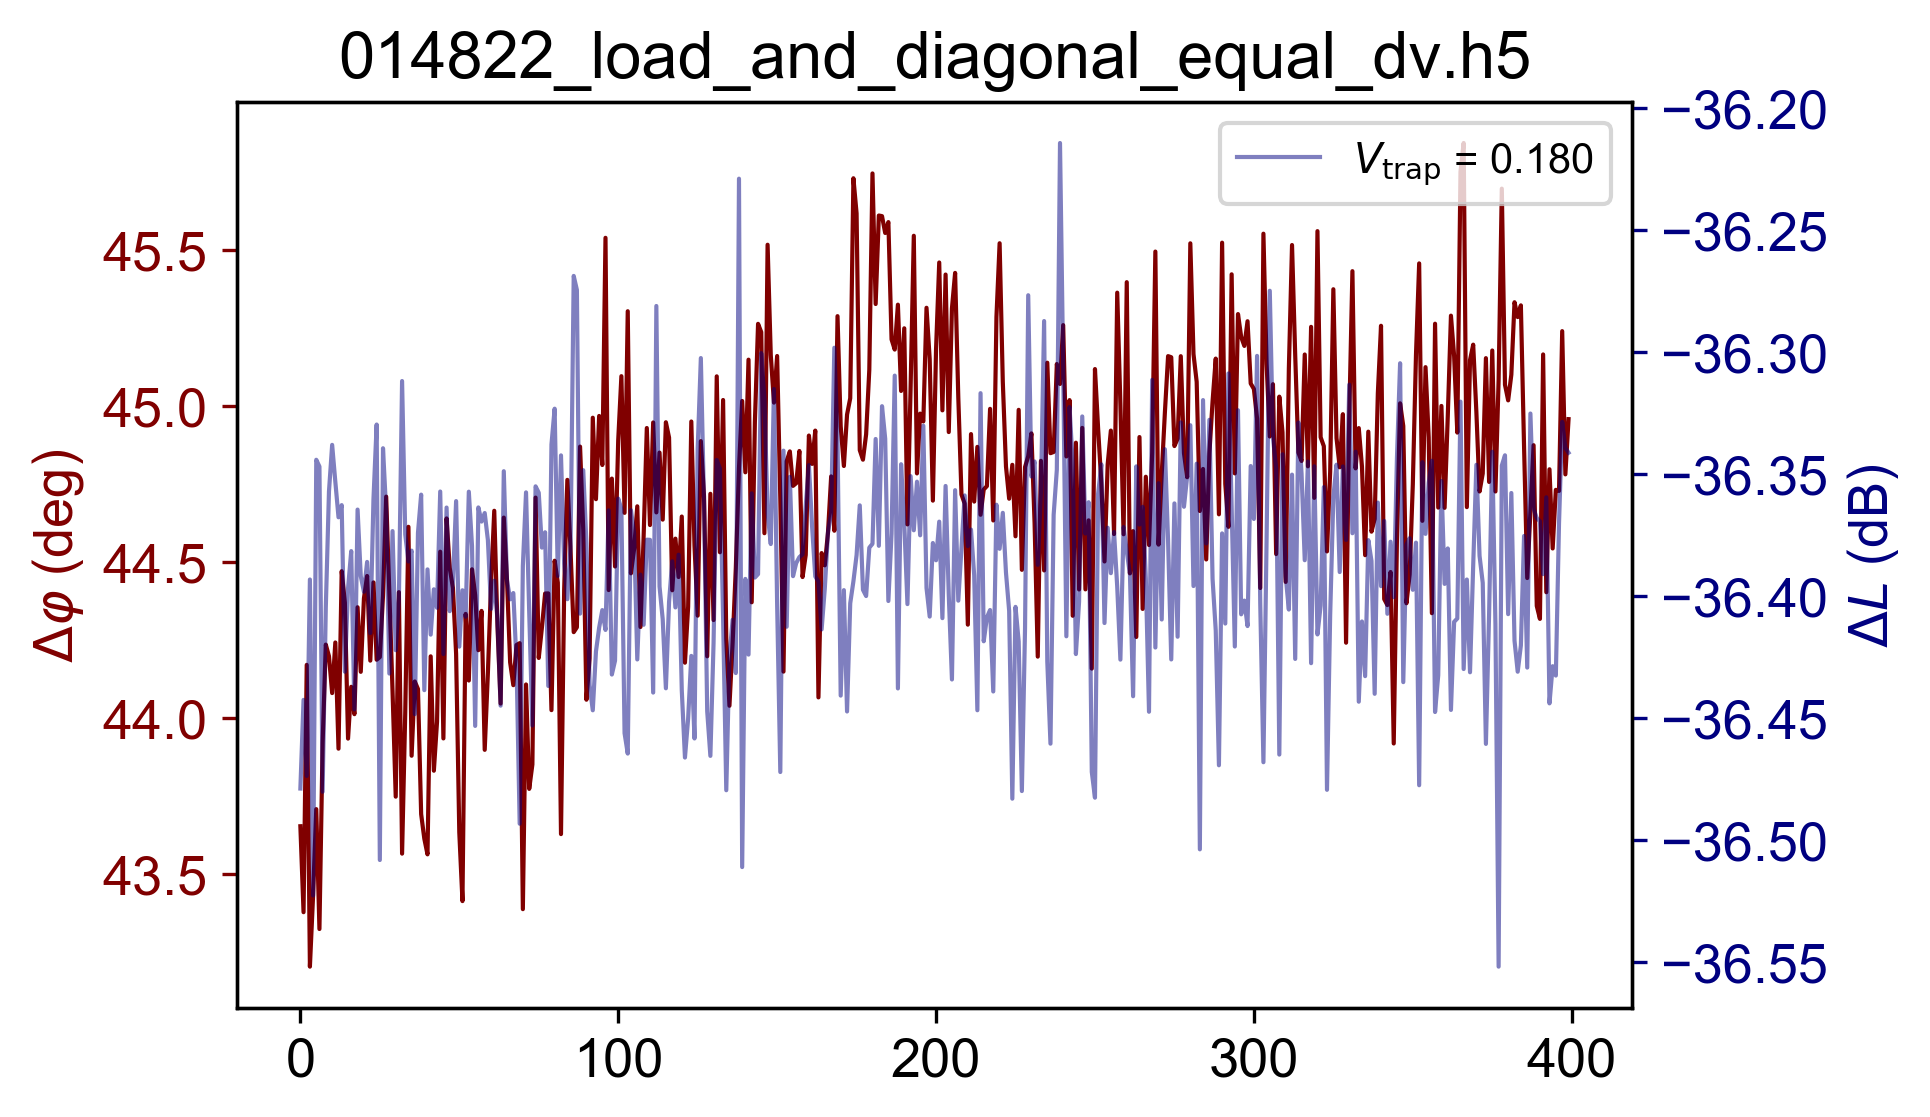 014822_load_and_diagonal_equal_dv.h5
V_trap = 0.180
Δφ (deg)
45.5
45.0
44.5
44.0
43.5
−36.20
−36.25
−36.30
−36.35
−36.40
−36.45
−36.50
−36.55
ΔL (dB)
0 100 200 300 400